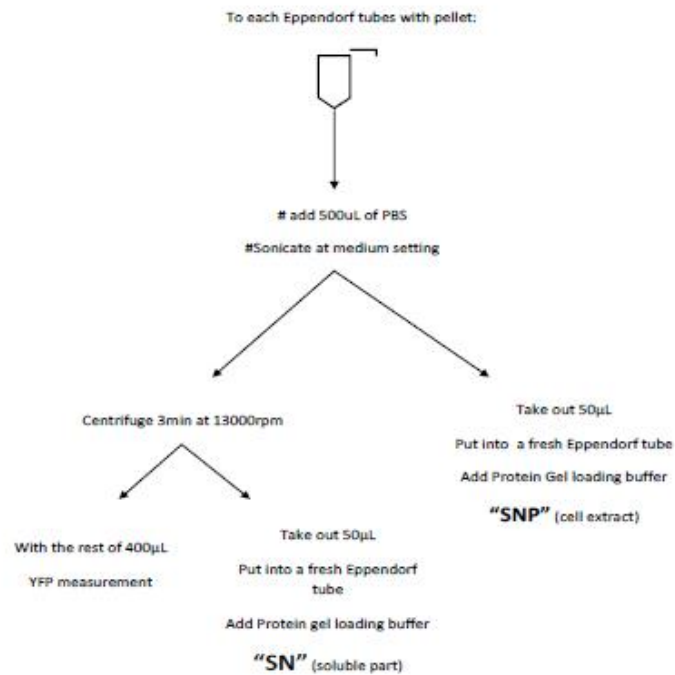 To each Eppendorf tubes with pellet:
# add 500uL of PBS
#Sonicate at medium setting
Centrifuge 3min at 13000rpm
Take out 50µL
Put into a fresh Eppendorf tube
Add Protein Gel loading buffer
“SNP” (cell extract)
With the rest of 400µL
YFP measurement
Take out 50µL
Put into a fresh Eppendorf
tube
Add Protein gel loading buffer
“SN” (soluble part)